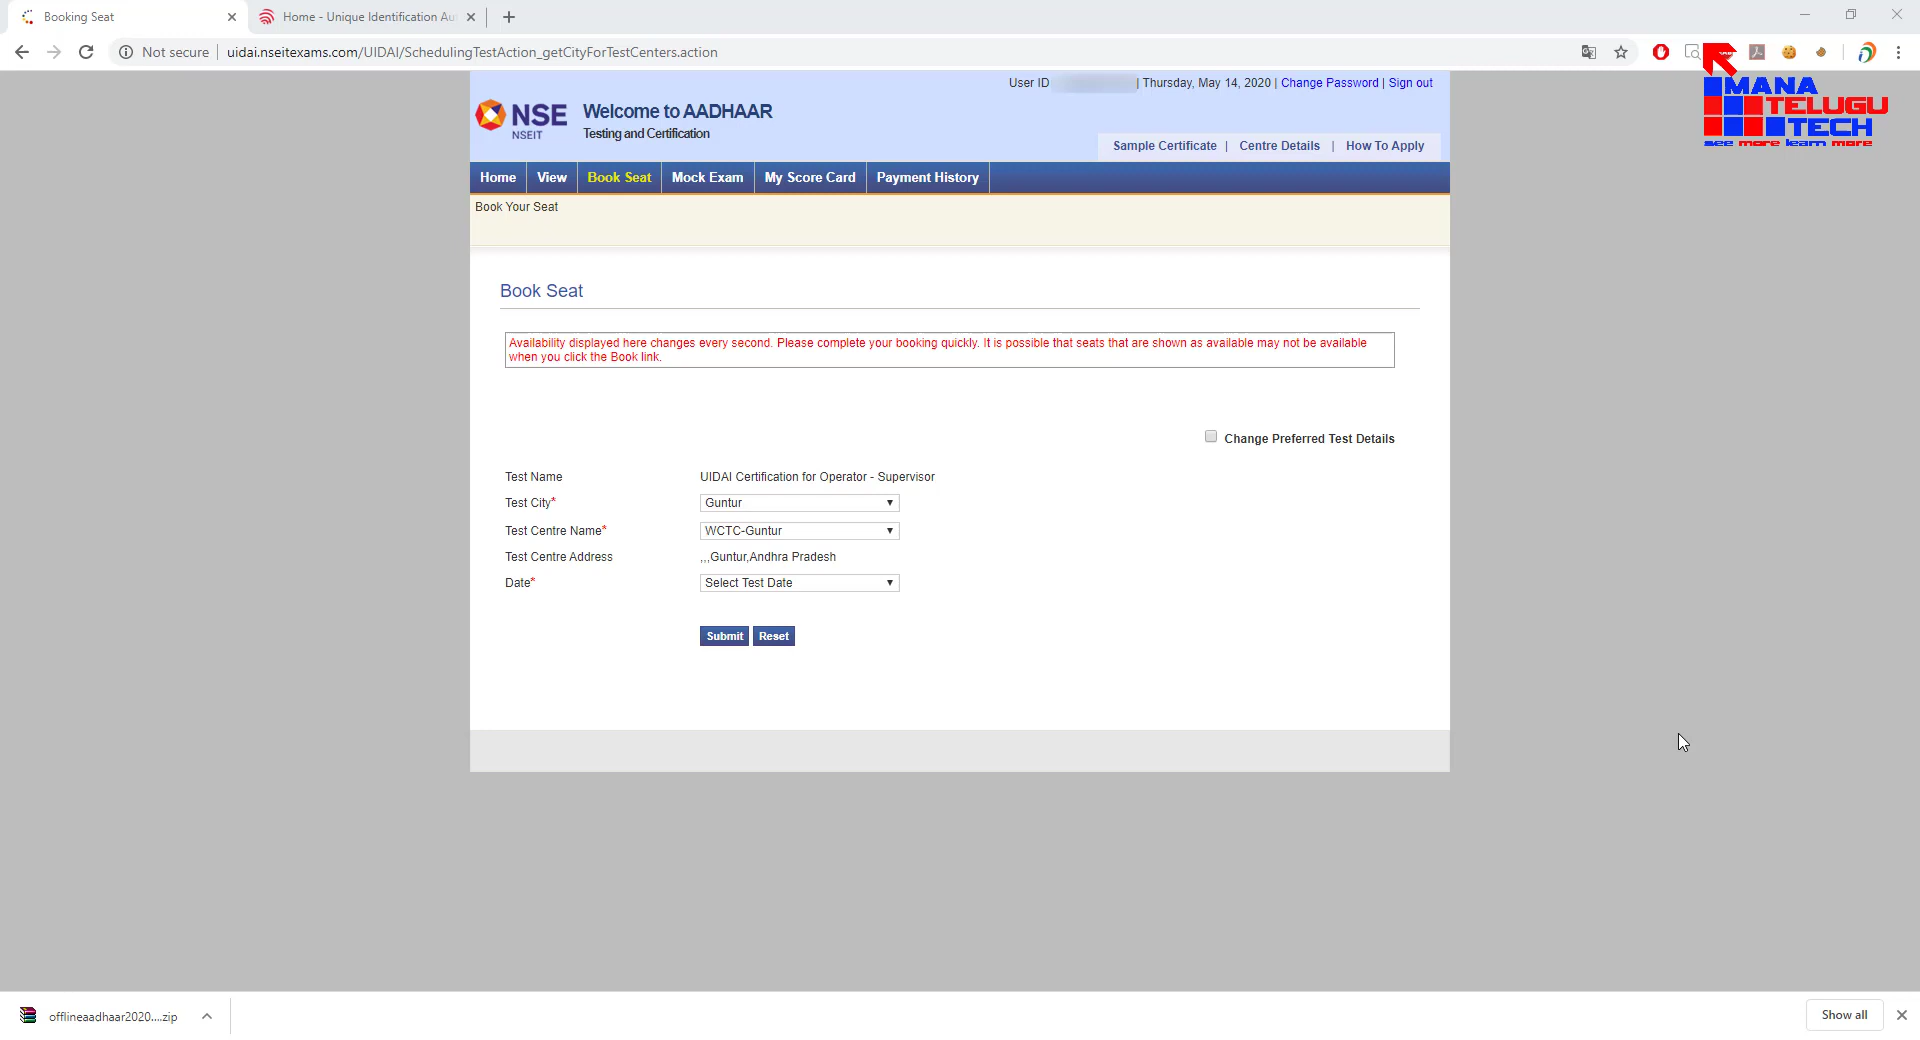 Booking Seat
Home - Unique Identification Au
Not secure
uidai.nseitexams.com/UIDAI/SchedulingTestAction_getCityForTestCenters.action
User ID | Thursday, May 14, 2020 | Change Password | Sign out
NSE
NSEIT
Welcome to AADHAAR
Testing and Certification
Sample Certificate | Centre Details | How To Apply
MANA
TELUGU
TECH
see more learn more
Home View Book Seat Mock Exam My Score Card Payment History
Book Your Seat
Book Seat
Availability displayed here changes every second. Please complete your booking quickly. It is possible that seats that are shown as available may not be available
when you click the Book link.
Change Preferred Test Details
Test Name UIDAI Certification for Operator - Supervisor
Test City* Guntur
Test Centre Name* WCTC-Guntur
Test Centre Address ,,,Guntur,Andhra Pradesh
Date* Select Test Date
Submit Reset
offlineaadhaar2020....zip
Show all